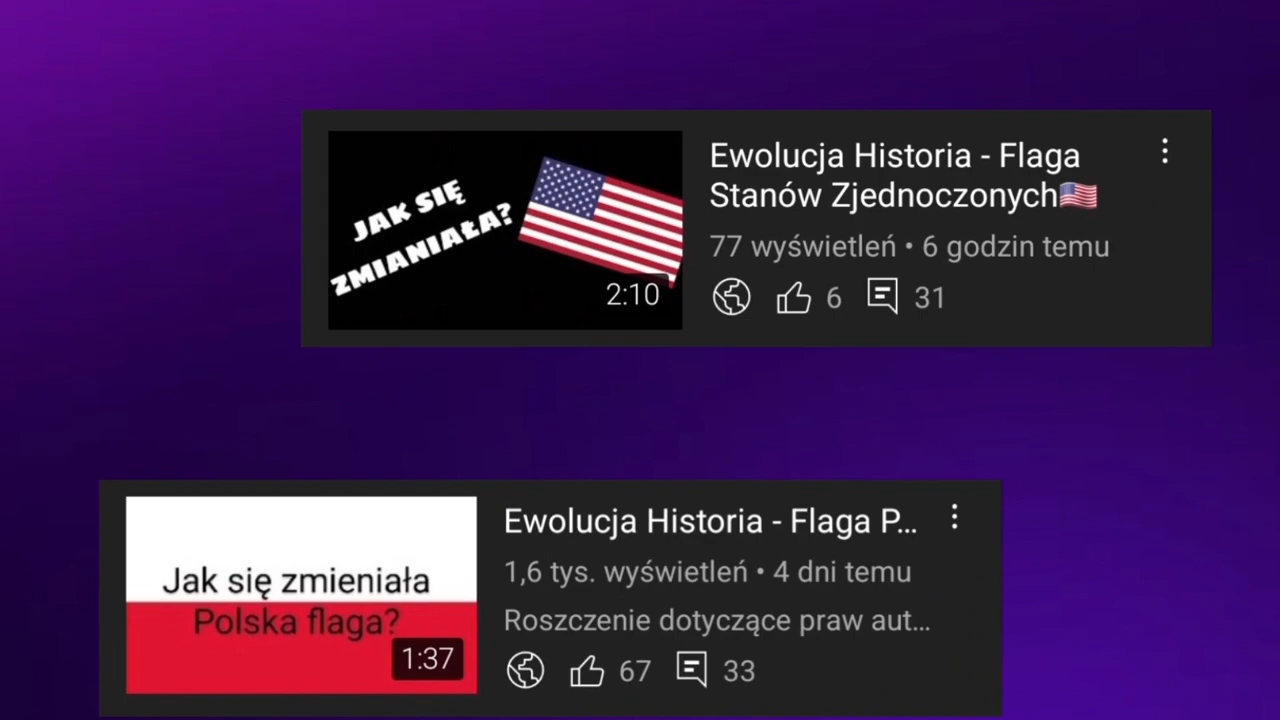 JAK SIĘ
ZMIANIAŁA?
2:10
Ewolucja Historia - Flaga
Stanów Zjednoczonych🇺🇸
77 wyświetleń • 6 godzin temu
6 31
Jak się zmieniała
Polska flaga?
1:37
Ewolucja Historia - Flaga P...
1,6 tys. wyświetleń • 4 dni temu
Roszczenie dotyczące praw aut...
67 33